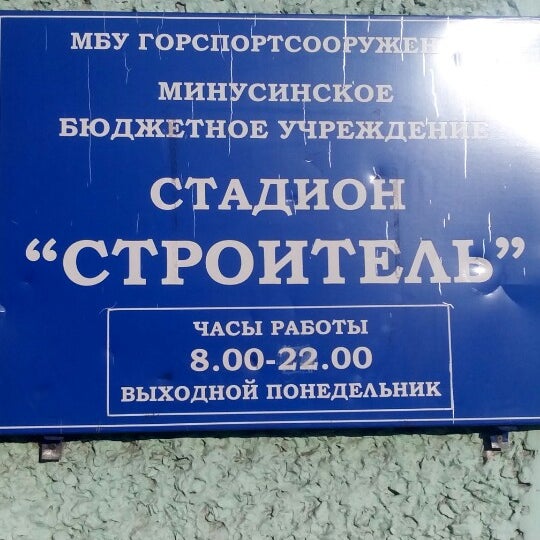 МБУ ГОРСПОРТСООРУЖЕН
МИНУСИНСКОЕ
БЮДЖЕТНОЕ УЧРЕЖДЕНИЕ
СТАДИОН
“СТРОИТЕЛЬ”
ЧАСЫ РАБОТЫ
8.00-22.00
ВЫХОДНОЙ ПОНЕДЕЛЬНИК